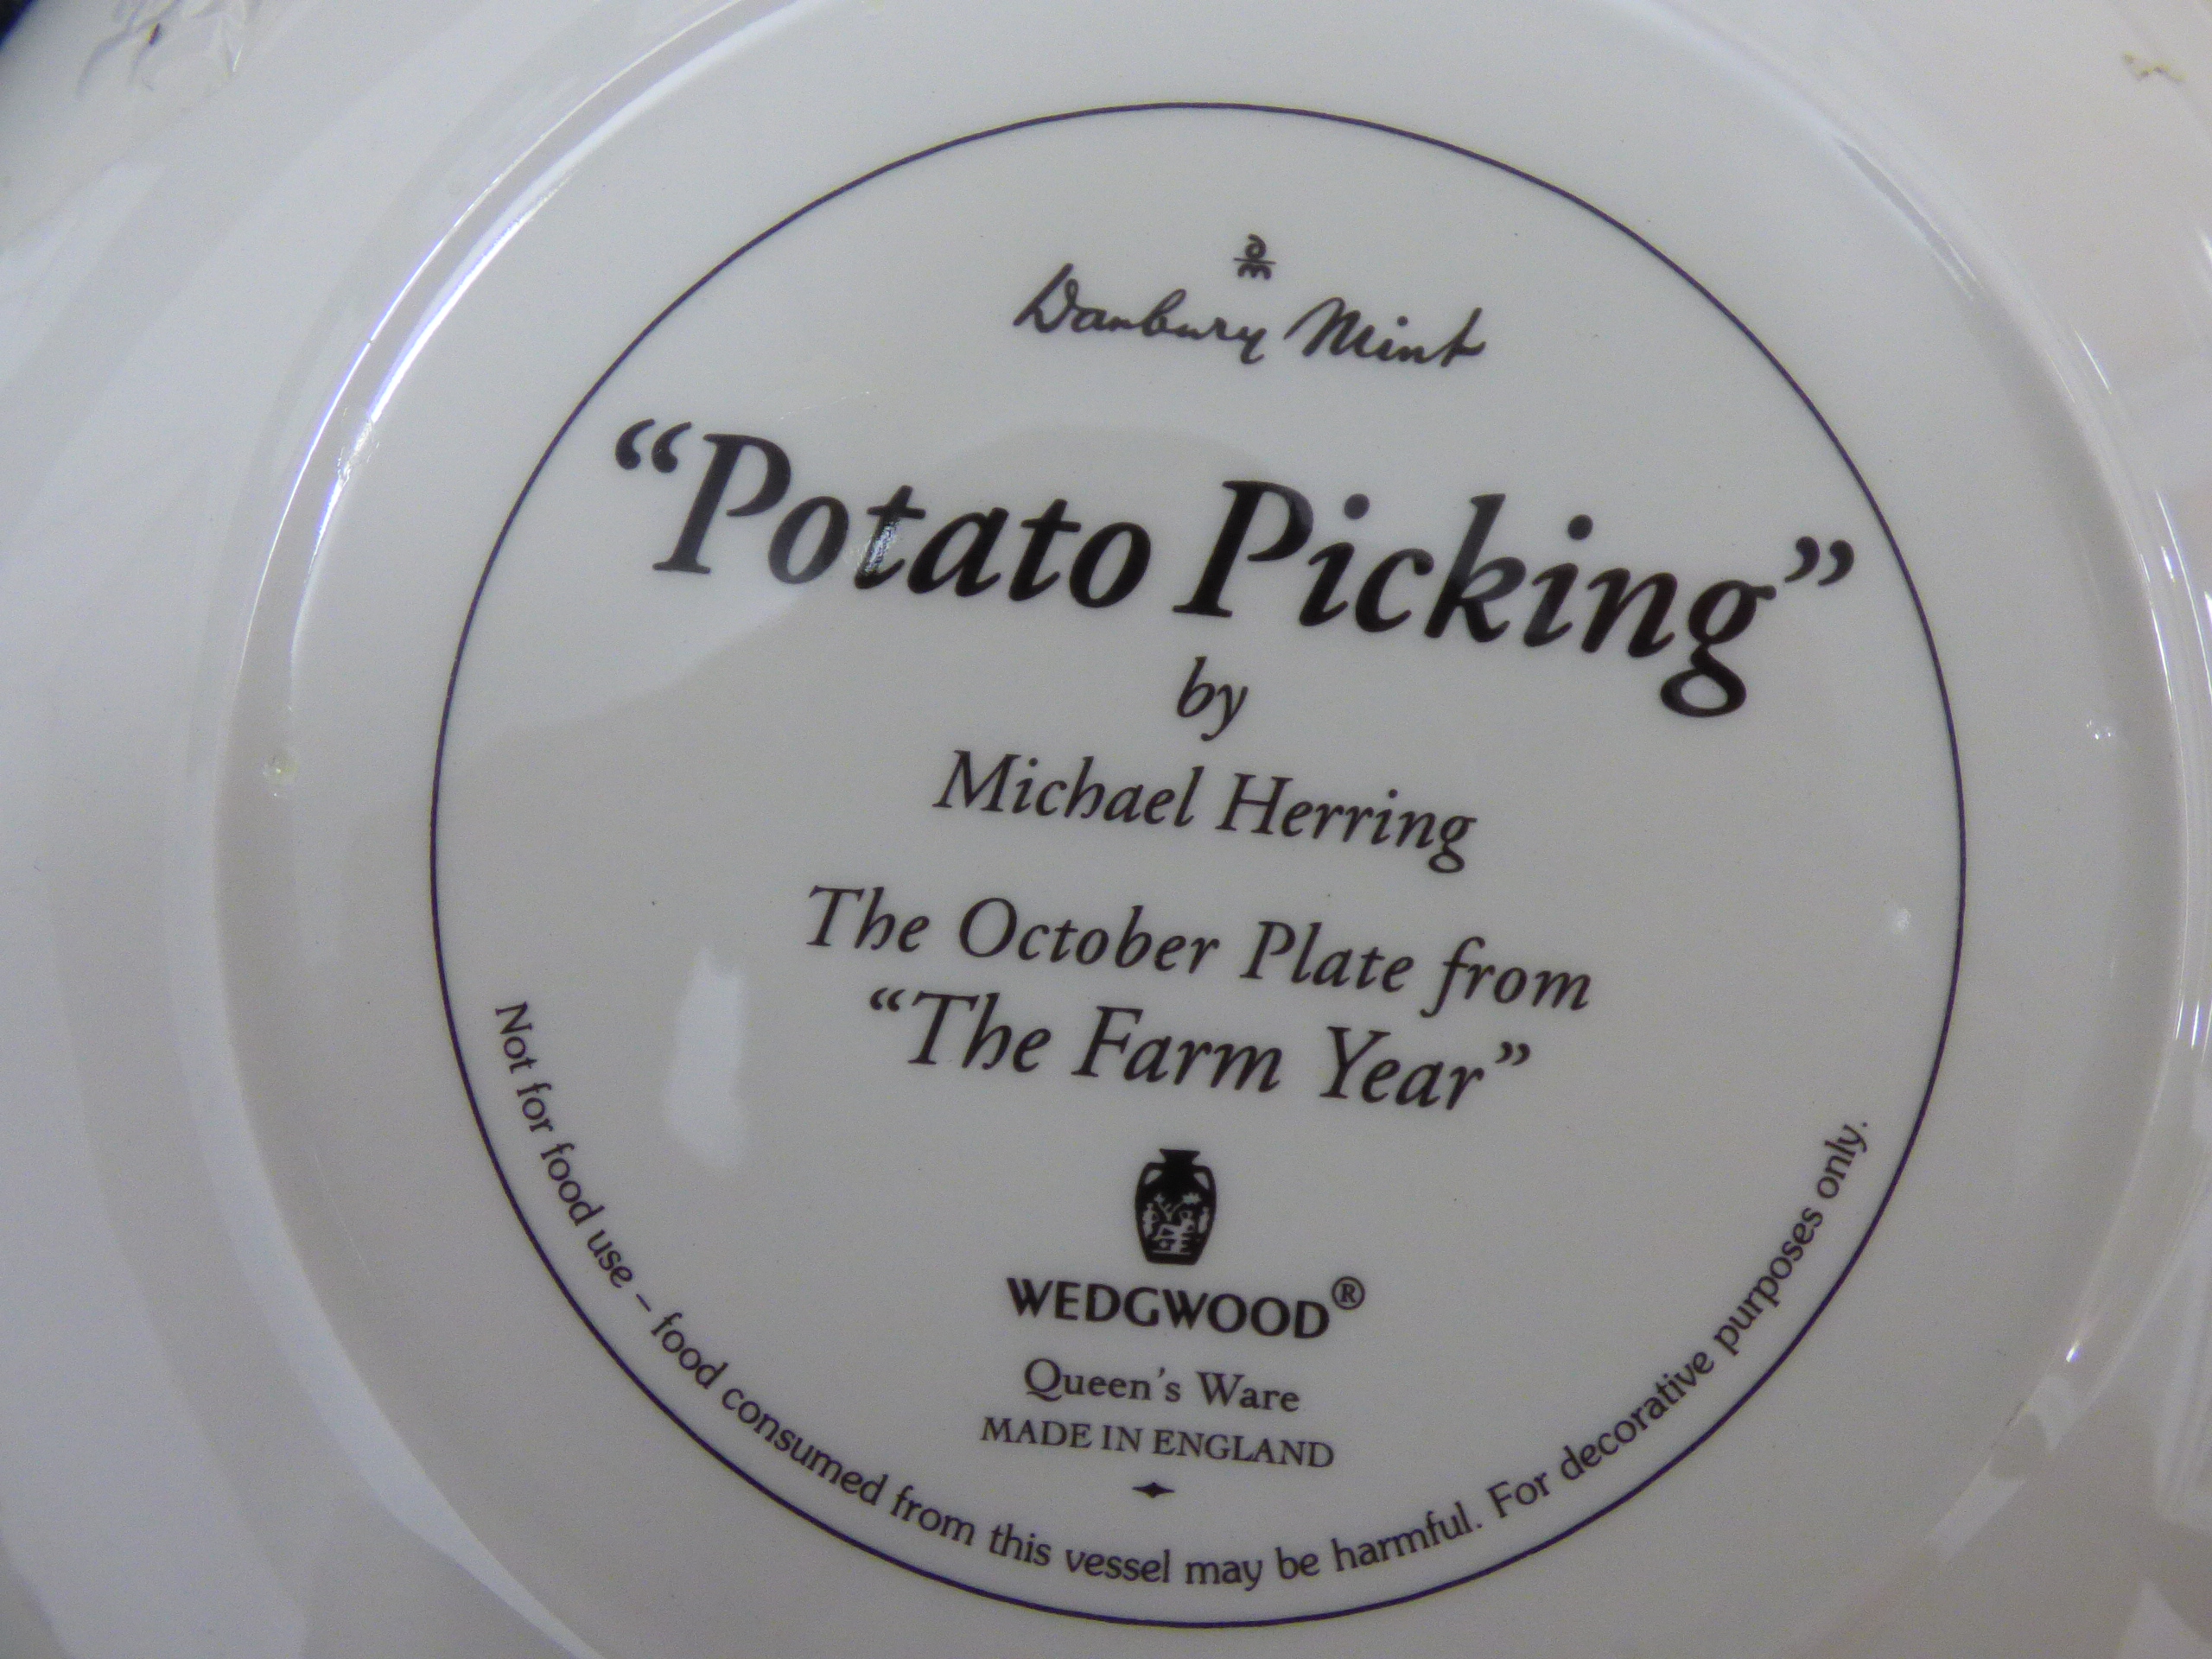 Danbury Mint
“Potato Picking”
by
Michael Herring
The October Plate from
“The Farm Year”
WEDGWOOD®
Queen's Ware
MADE IN ENGLAND
Not for food use – food consumed from this vessel may be harmful. For decorative purposes only.